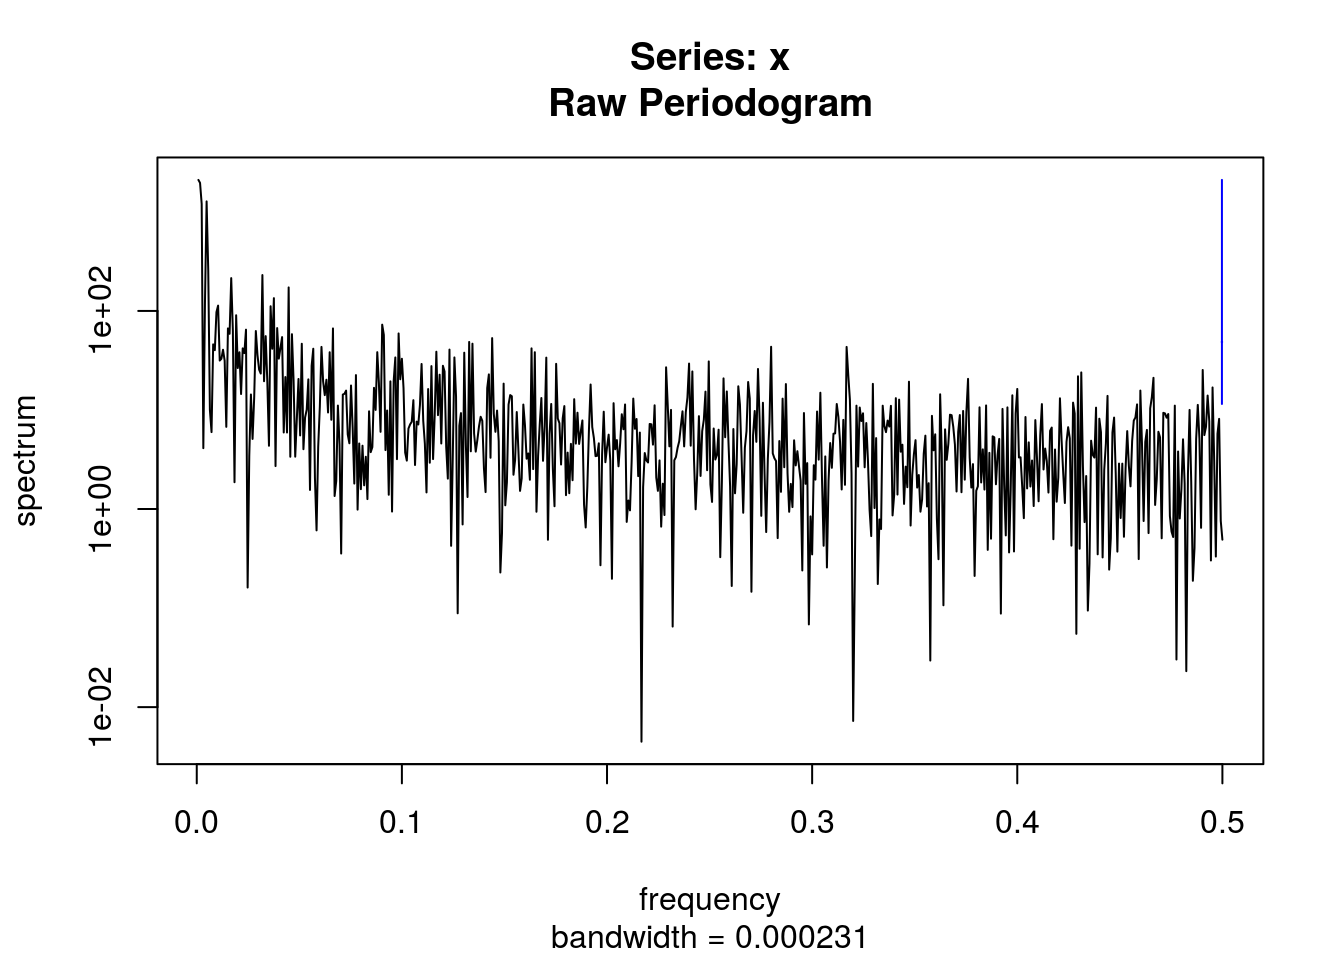 Series: x
Raw Periodogram
spectrum
1e+02
1e+00
1e-02
0.0 0.1 0.2 0.3 0.4 0.5
frequency
bandwidth = 0.000231